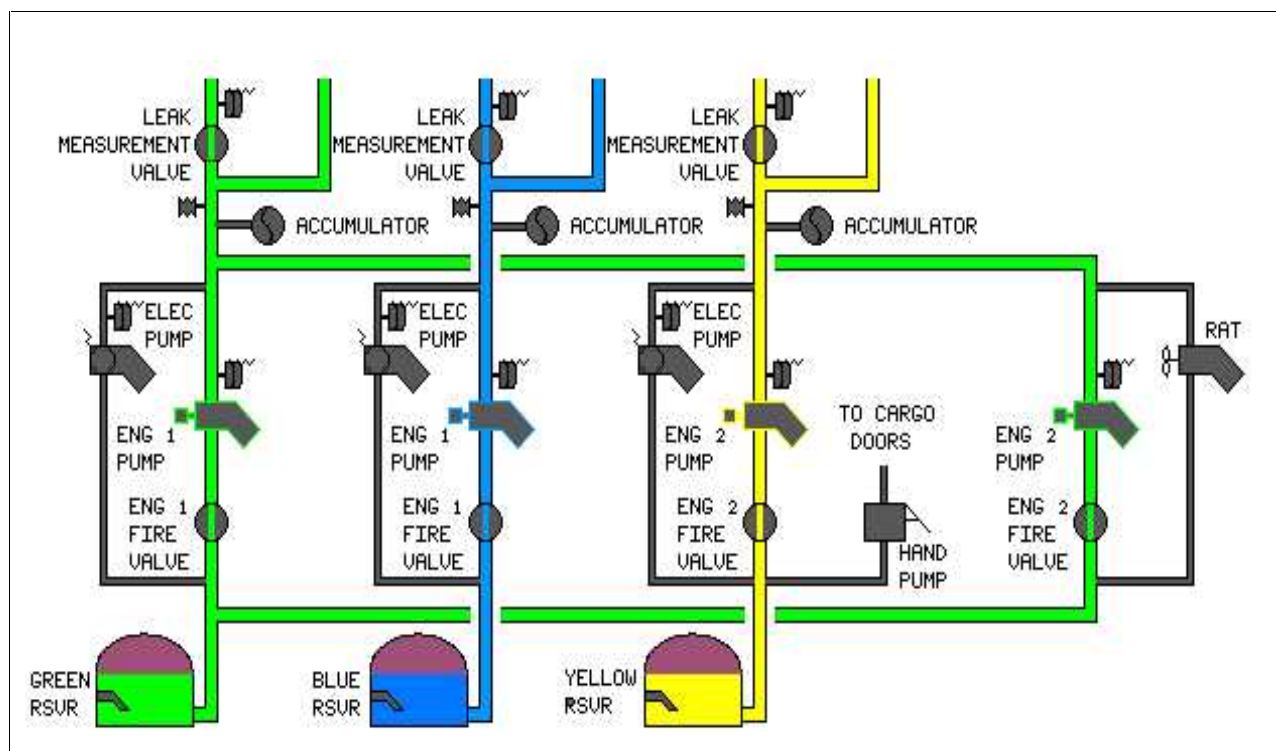 LEAK
MEASUREMENT
VALVE
LEAK
MEASUREMENT
VALVE
LEAK
MEASUREMENT
VALVE
ACCUMULATOR
ACCUMULATOR
ACCUMULATOR
ELEC
PUMP
ELEC
PUMP
ELEC
PUMP
RAT
ENG 1
PUMP
ENG 1
PUMP
ENG 2
PUMP
TO CARGO
DOORS
ENG 2
PUMP
ENG 1
FIRE
VALVE
ENG 1
FIRE
VALVE
ENG 2
FIRE
VALVE
HAND
PUMP
ENG 2
FIRE
VALVE
GREEN
RSVR
BLUE
RSVR
YELLOW
RSVR